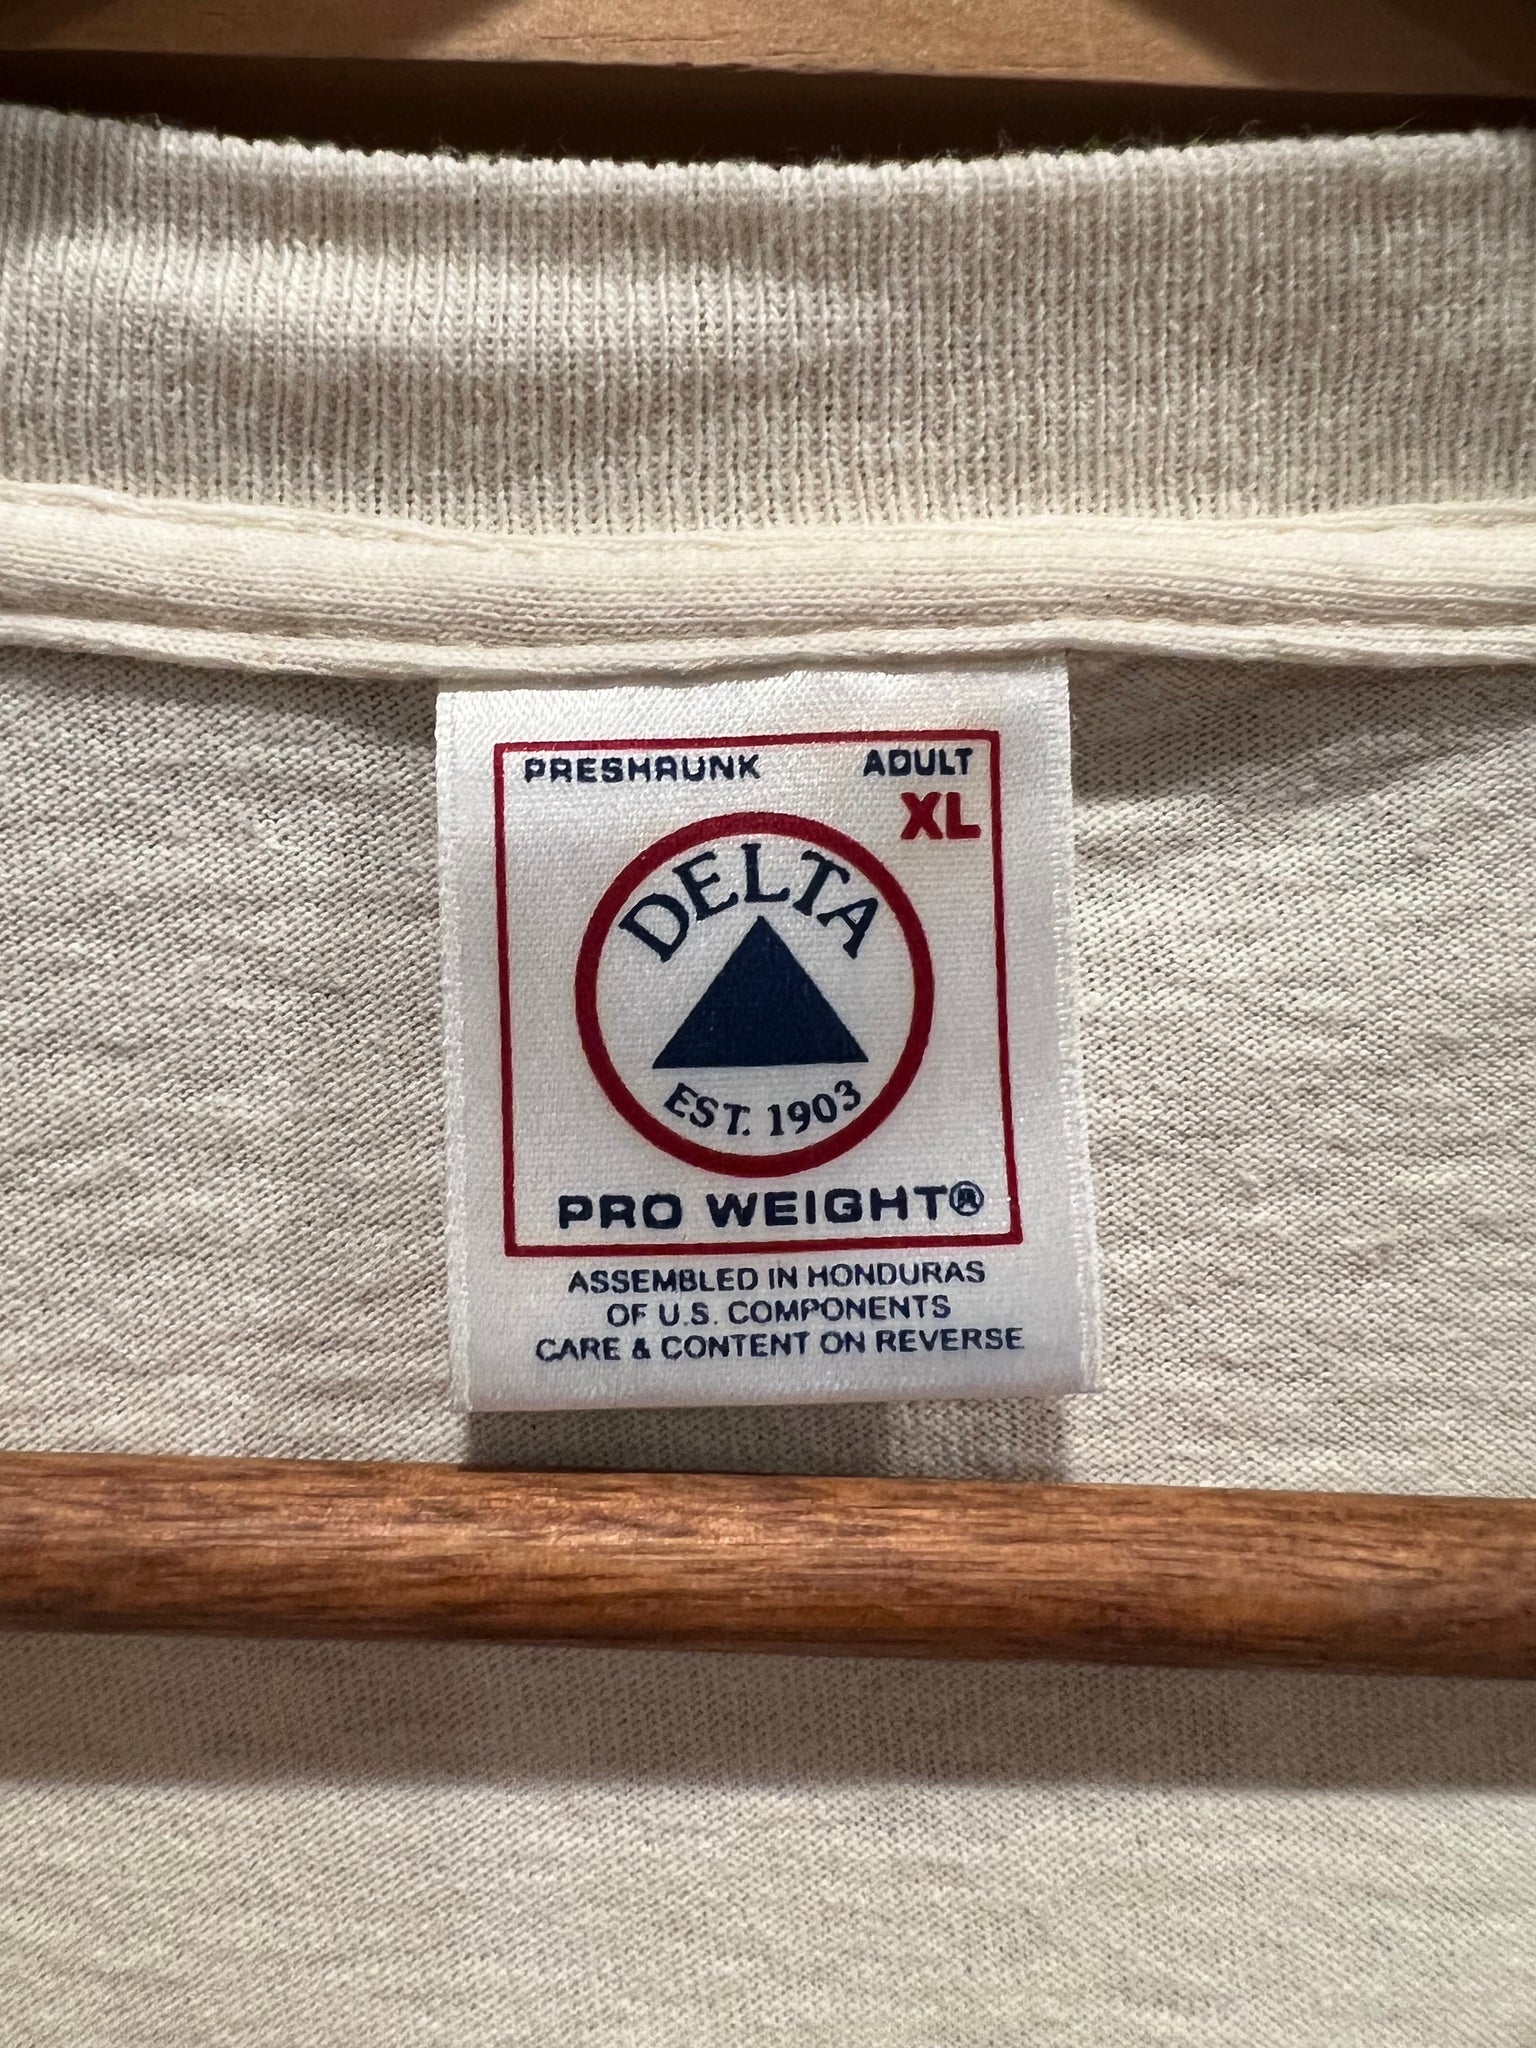 PRESHRUNK ADULT
XL
DELTA
EST. 1903
PRO WEIGHT®
ASSEMBLED IN HONDURAS
OF U.S. COMPONENTS
CARE & CONTENT ON REVERSE